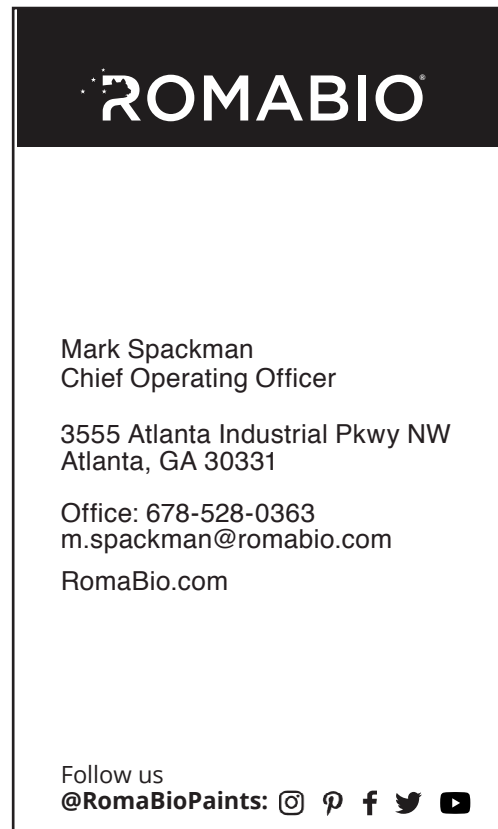 ROMABIO®
Mark Spackman
Chief Operating Officer
3555 Atlanta Industrial Pkwy NW
Atlanta, GA 30331
Office: 678-528-0363
m.spackman@romabio.com
RomaBio.com
Follow us
@RomaBioPaints: